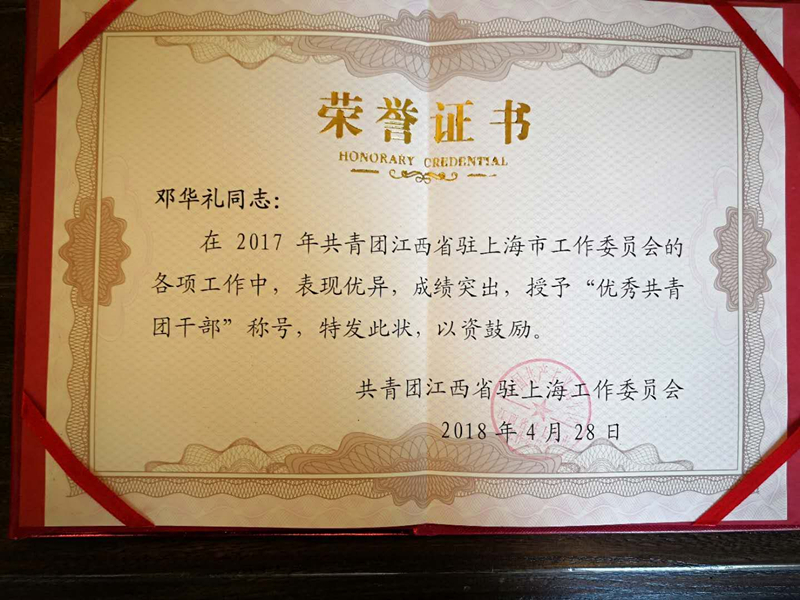 荣誉证书
HONORARY CREDENTIAL
邓华礼同志：
在 2017 年共青团江西省驻上海市工作委员会的
各项工作中，表现优异，成绩突出，授予“优秀共青
团干部”称号，特发此状，以资鼓励。
共青团江西省驻上海工作委员会
2018 年 4 月 28 日